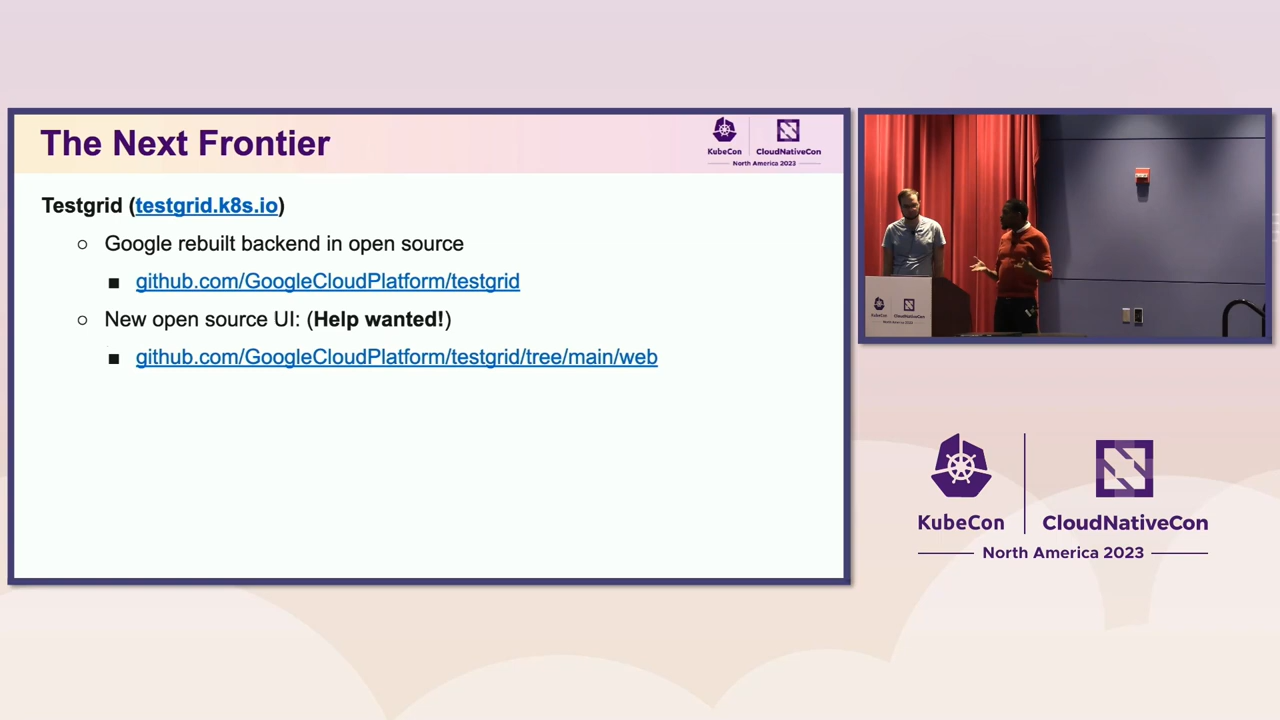 The Next Frontier
KubeCon
CloudNativeCon
North America 2023
Testgrid (testgrid.k8s.io)
○ Google rebuilt backend in open source
■ github.com/GoogleCloudPlatform/testgrid
○ New open source UI: (Help wanted!)
■ github.com/GoogleCloudPlatform/testgrid/tree/main/web
KubeCon
CloudNativeCon
North America 2023